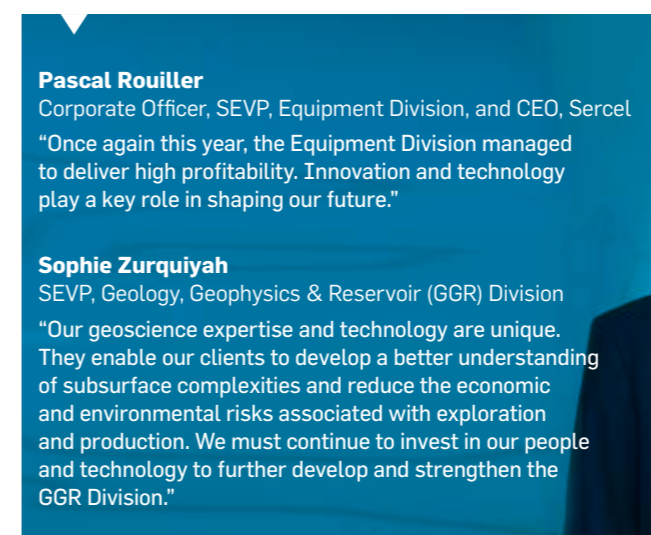 Pascal Rouiller
Corporate Officer, SEVP, Equipment Division, and CEO, Sercel
“Once again this year, the Equipment Division managed
to deliver high profitability. Innovation and technology
play a key role in shaping our future.”
Sophie Zurquiyah
SEVP, Geology, Geophysics & Reservoir (GGR) Division
“Our geoscience expertise and technology are unique.
They enable our clients to develop a better understanding
of subsurface complexities and reduce the economic
and environmental risks associated with exploration
and production. We must continue to invest in our people
and technology to further develop and strengthen the
GGR Division.”